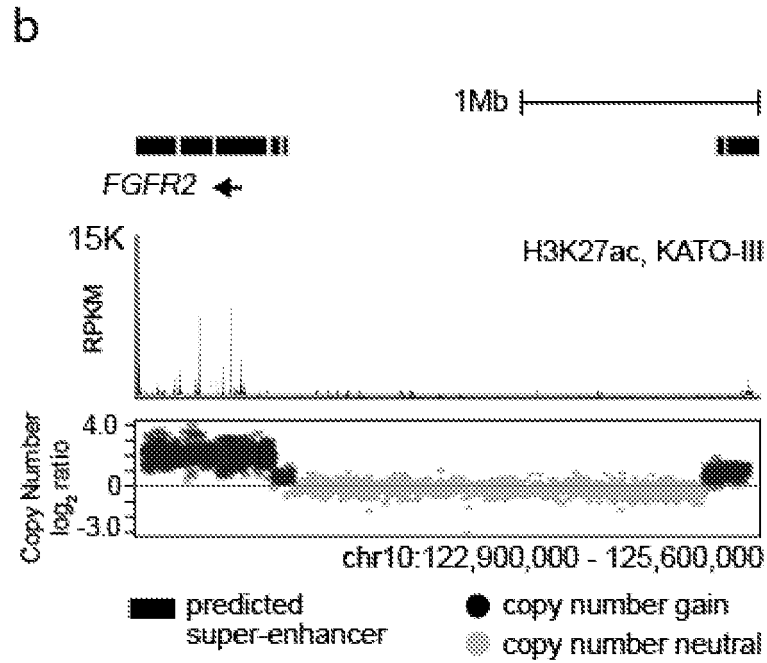 b
1Mb
FGFR2
15K
H3K27ac, KATO-III
RPKM
4.0
0
-3.0
Copy Number
log₂ ratio
chr10:122,900,000 - 125,600,000
predicted
super-enhancer
copy number gain
copy number neutral